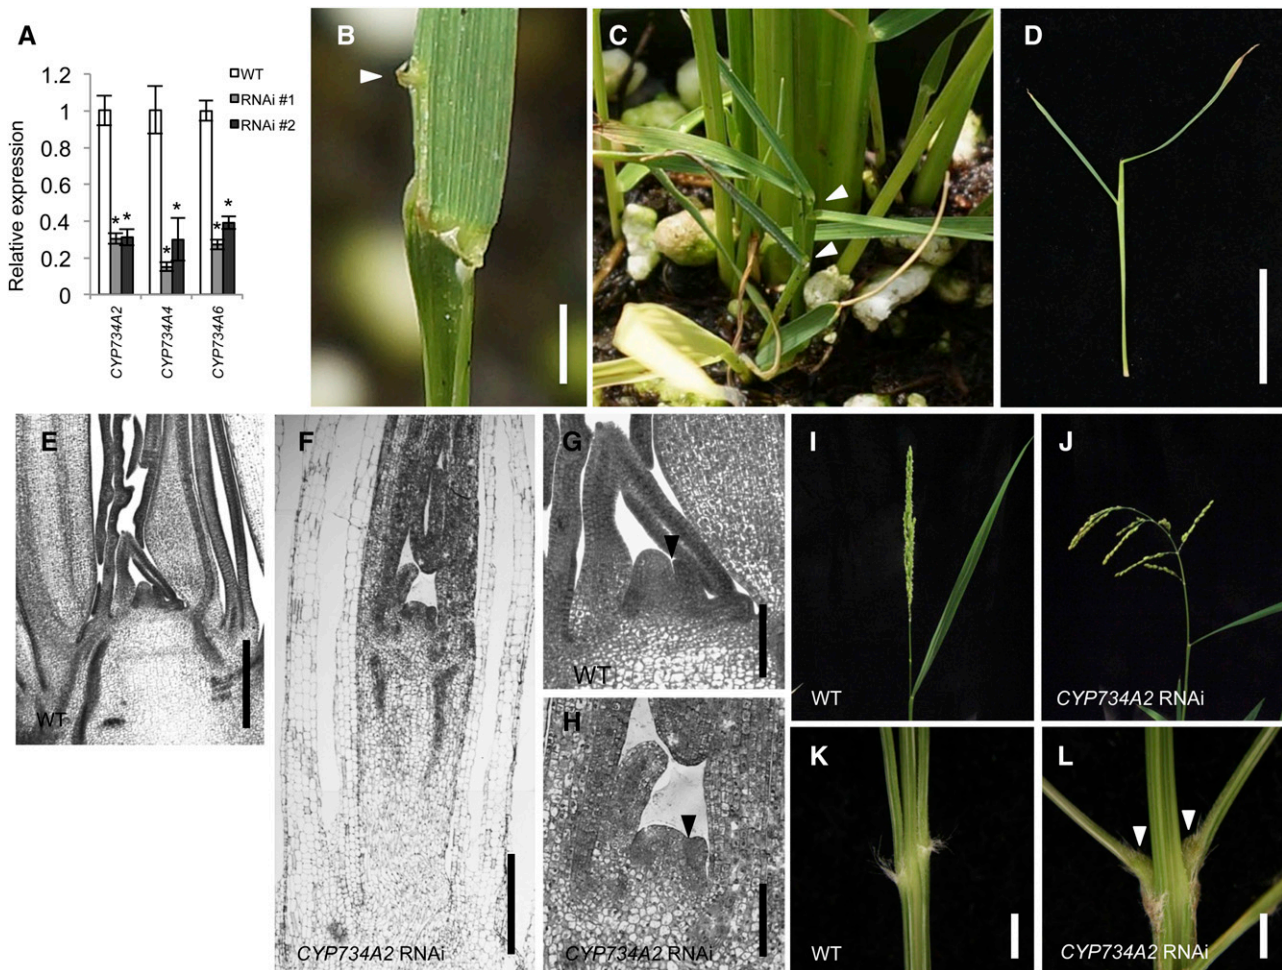 A
B
C
D
WT
RNAi #1
RNAi #2
Relative expression
1.2
1
0.8
0.6
0.4
0.2
0
* * * * * *
CYP734A2
CYP734A4
CYP734A6
E
WT
F
CYP734A2 RNAi
G
WT
H
CYP734A2 RNAi
I
WT
J
CYP734A2 RNAi
K
WT
L
CYP734A2 RNAi